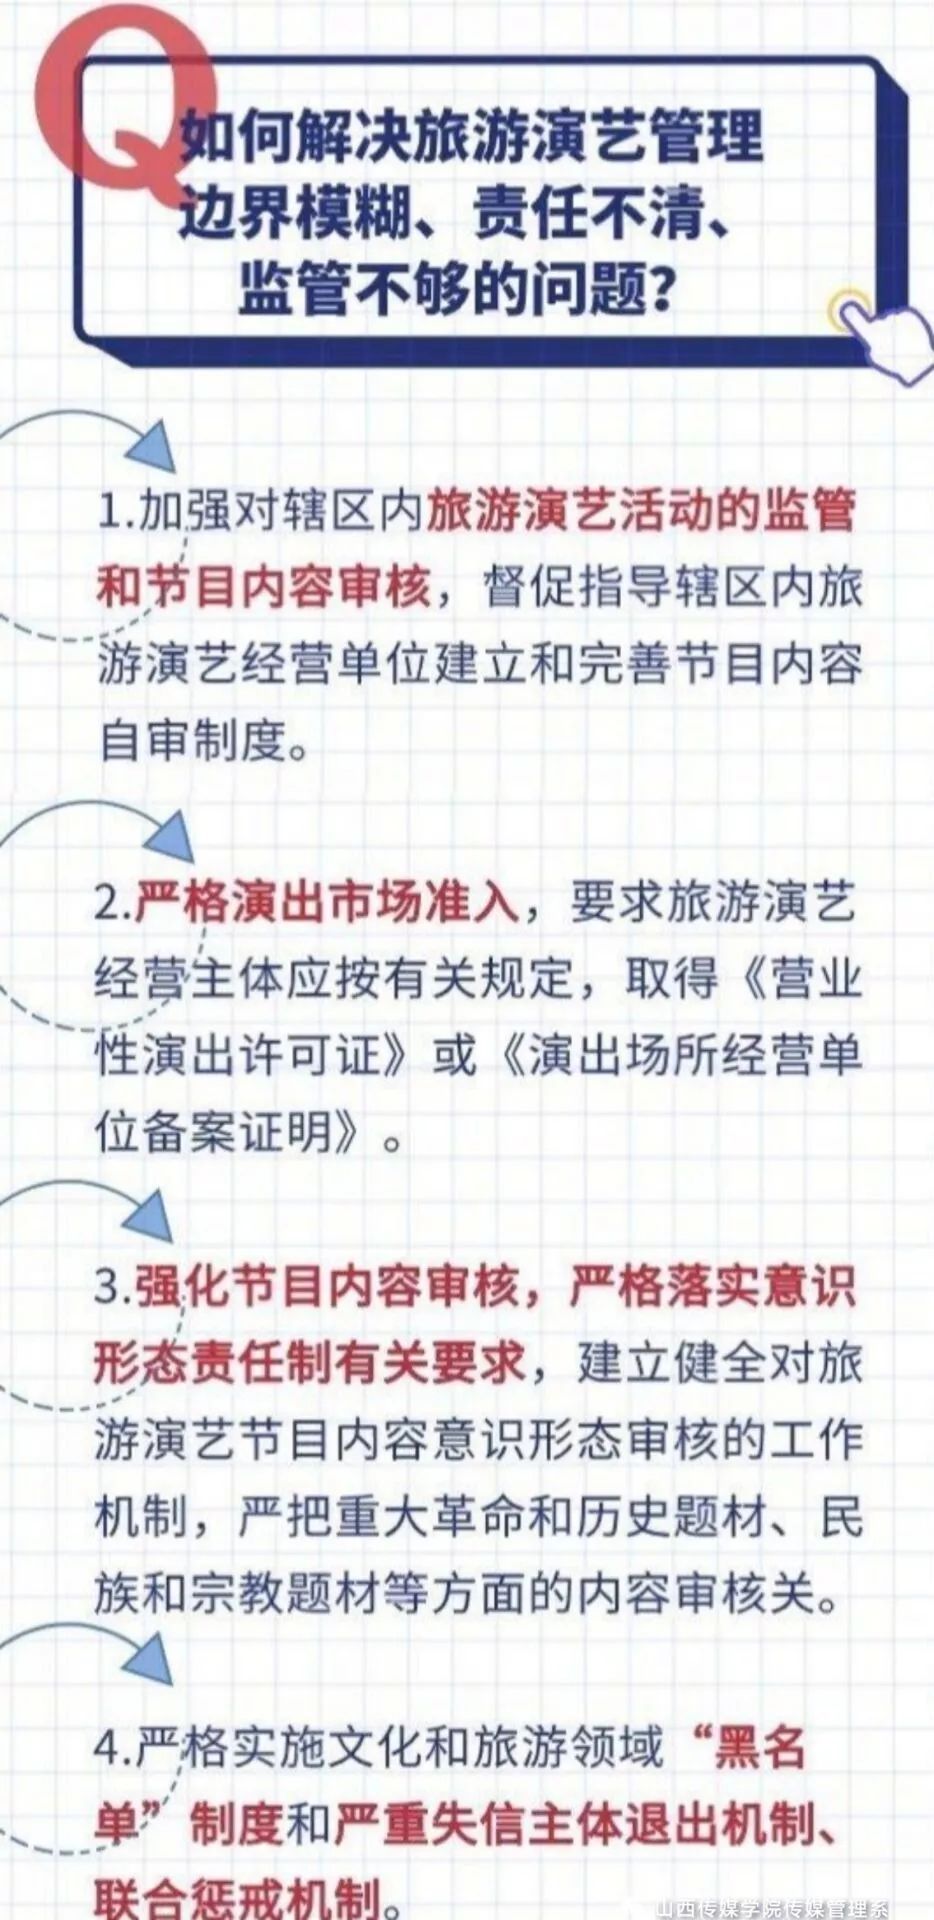 Q
如何解决旅游演艺管理
边界模糊、责任不清、
监管不够的问题?
1.加强对辖区内旅游演艺活动的监管
和节目内容审核，督促指导辖区内旅
游演艺经营单位建立和完善节目内容
自审制度。
2.严格演出市场准入，要求旅游演艺
经营主体应按有关规定，取得《营业
性演出许可证》或《演出场所经营单
位备案证明》。
3.强化节目内容审核，严格落实意识
形态责任制有关要求，建立健全对旅
游演艺节目内容意识形态审核的工作
机制，严把重大革命和历史题材、民
族和宗教题材等方面的内容审核关。
4.严格实施文化和旅游领域“黑名
单”制度和严重失信主体退出机制、
联合惩戒机制。
山西传媒学院传媒管理系